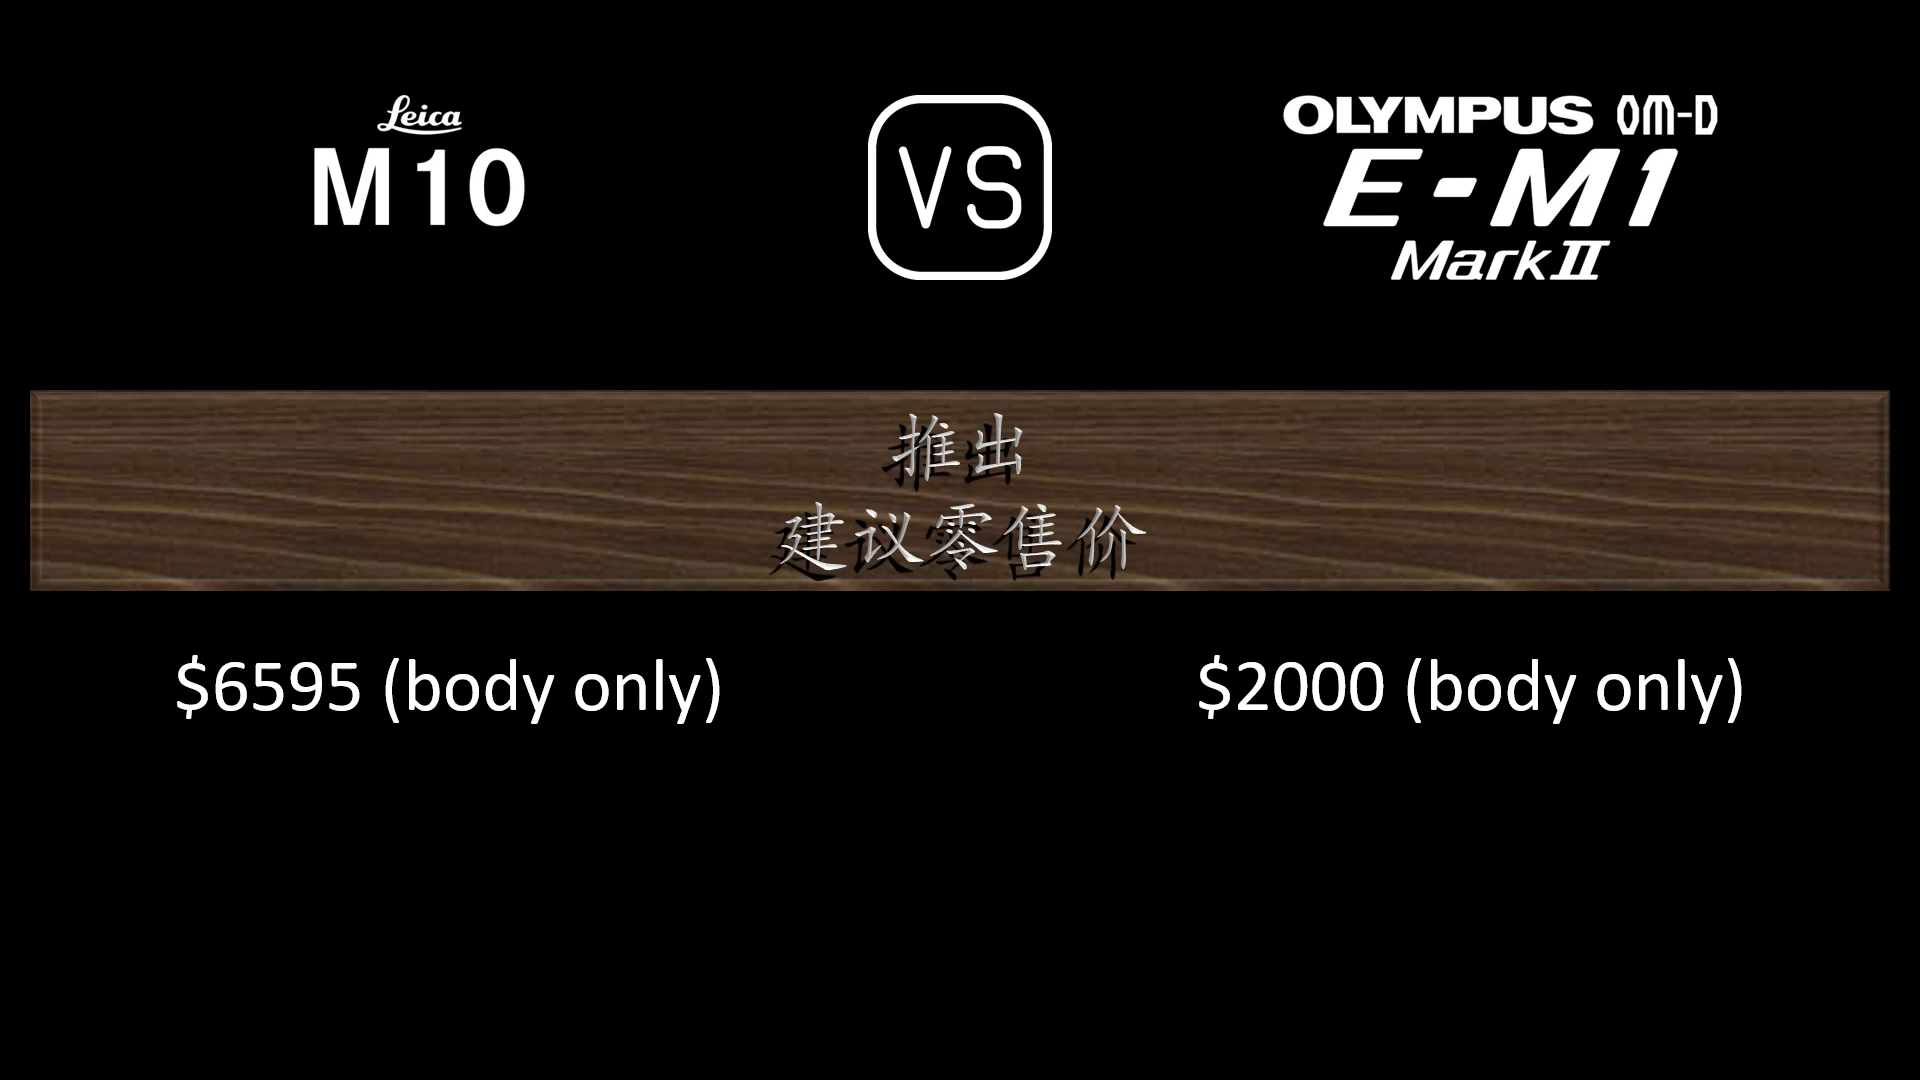 Leica
M10
VS
OLYMPUS OM-D
E-M1
Mark II
推出
建议零售价
$6595 (body only)
$2000 (body only)